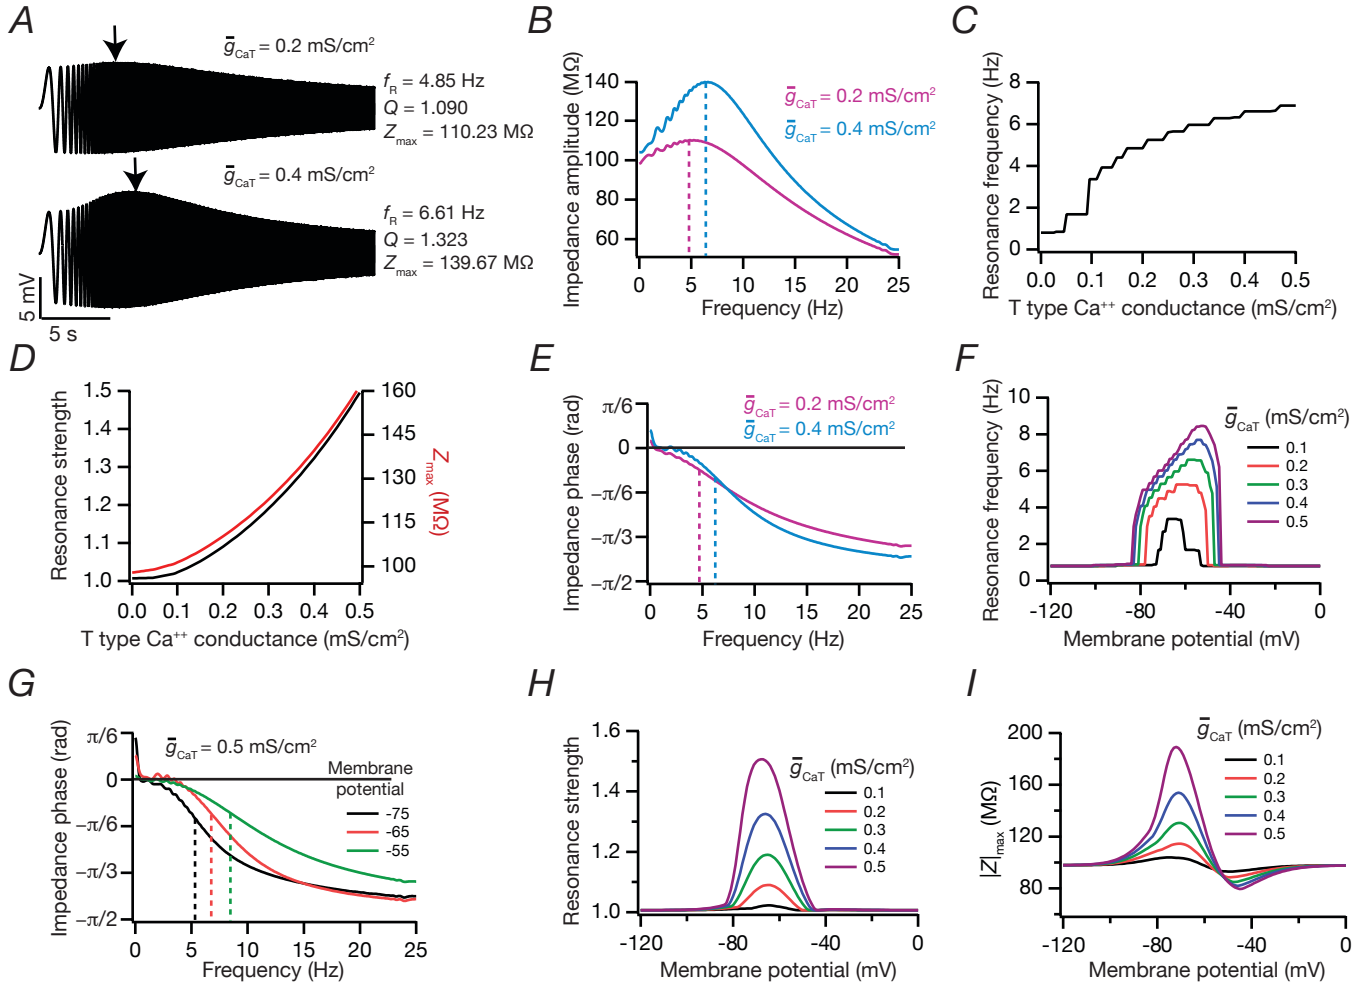 A
ḡCaT = 0.2 mS/cm²
fR = 4.85 Hz
Q = 1.090
Zmax = 110.23 MΩ
ḡCaT = 0.4 mS/cm²
fR = 6.61 Hz
Q = 1.323
Zmax = 139.67 MΩ
5 mV
5 s
B
Impedance amplitude (MΩ)
140
120
100
80
60
ḡCaT = 0.2 mS/cm²
ḡCaT = 0.4 mS/cm²
0 5 10 15 20 25
Frequency (Hz)
C
Resonance frequency (Hz)
8
6
4
2
0
0.0 0.1 0.2 0.3 0.4 0.5
T type Ca⁺⁺ conductance (mS/cm²)
D
Resonance strength
1.5
1.4
1.3
1.2
1.1
1.0
160
145
130
115
100
Zmax (MΩ)
0.0 0.1 0.2 0.3 0.4 0.5
T type Ca⁺⁺ conductance (mS/cm²)
E
Impedance phase (rad)
π/6
0
−π/6
−π/3
−π/2
ḡCaT = 0.2 mS/cm²
ḡCaT = 0.4 mS/cm²
0 5 10 15 20 25
Frequency (Hz)
F
Resonance frequency (Hz)
10
8
6
4
2
0
ḡCaT (mS/cm²)
0.1
0.2
0.3
0.4
0.5
-120 -80 -40 0
Membrane potential (mV)
G
Impedance phase (rad)
π/6
0
−π/6
−π/3
−π/2
ḡCaT = 0.5 mS/cm²
Membrane
potential
-75
-65
-55
0 5 10 15 20 25
Frequency (Hz)
H
Resonance strength
1.6
1.4
1.2
1.0
ḡCaT (mS/cm²)
0.1
0.2
0.3
0.4
0.5
-120 -80 -40 0
Membrane potential (mV)
I
|Z|max (MΩ)
200
160
120
80
ḡCaT (mS/cm²)
0.1
0.2
0.3
0.4
0.5
-120 -80 -40 0
Membrane potential (mV)